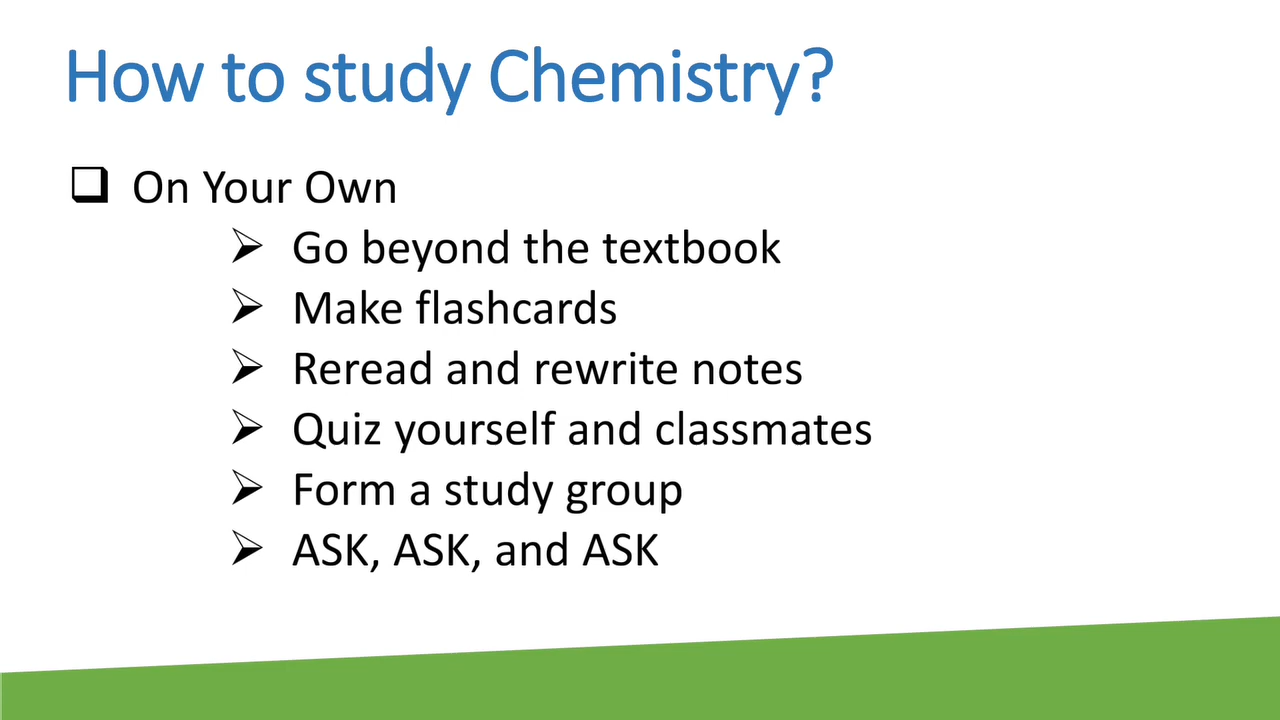 How to study Chemistry?
On Your Own
Go beyond the textbook
Make flashcards
Reread and rewrite notes
Quiz yourself and classmates
Form a study group
ASK, ASK, and ASK